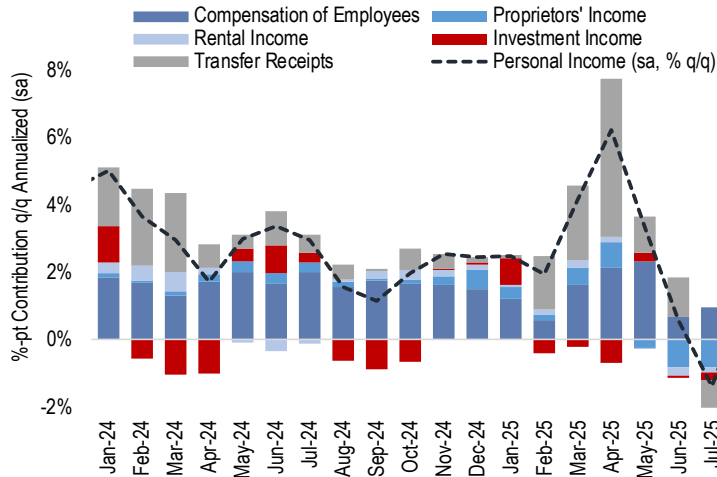 Compensation of Employees
Proprietors' Income
Rental Income
Investment Income
Transfer Receipts
Personal Income (sa, % q/q)
%-pt Contribution q/q Annualized (sa)
8%
6%
4%
2%
0%
-2%
Jan-24
Feb-24
Mar-24
Apr-24
May-24
Jun-24
Jul-24
Aug-24
Sep-24
Oct-24
Nov-24
Dec-24
Jan-25
Feb-25
Mar-25
Apr-25
May-25
Jun-25
Jul-25